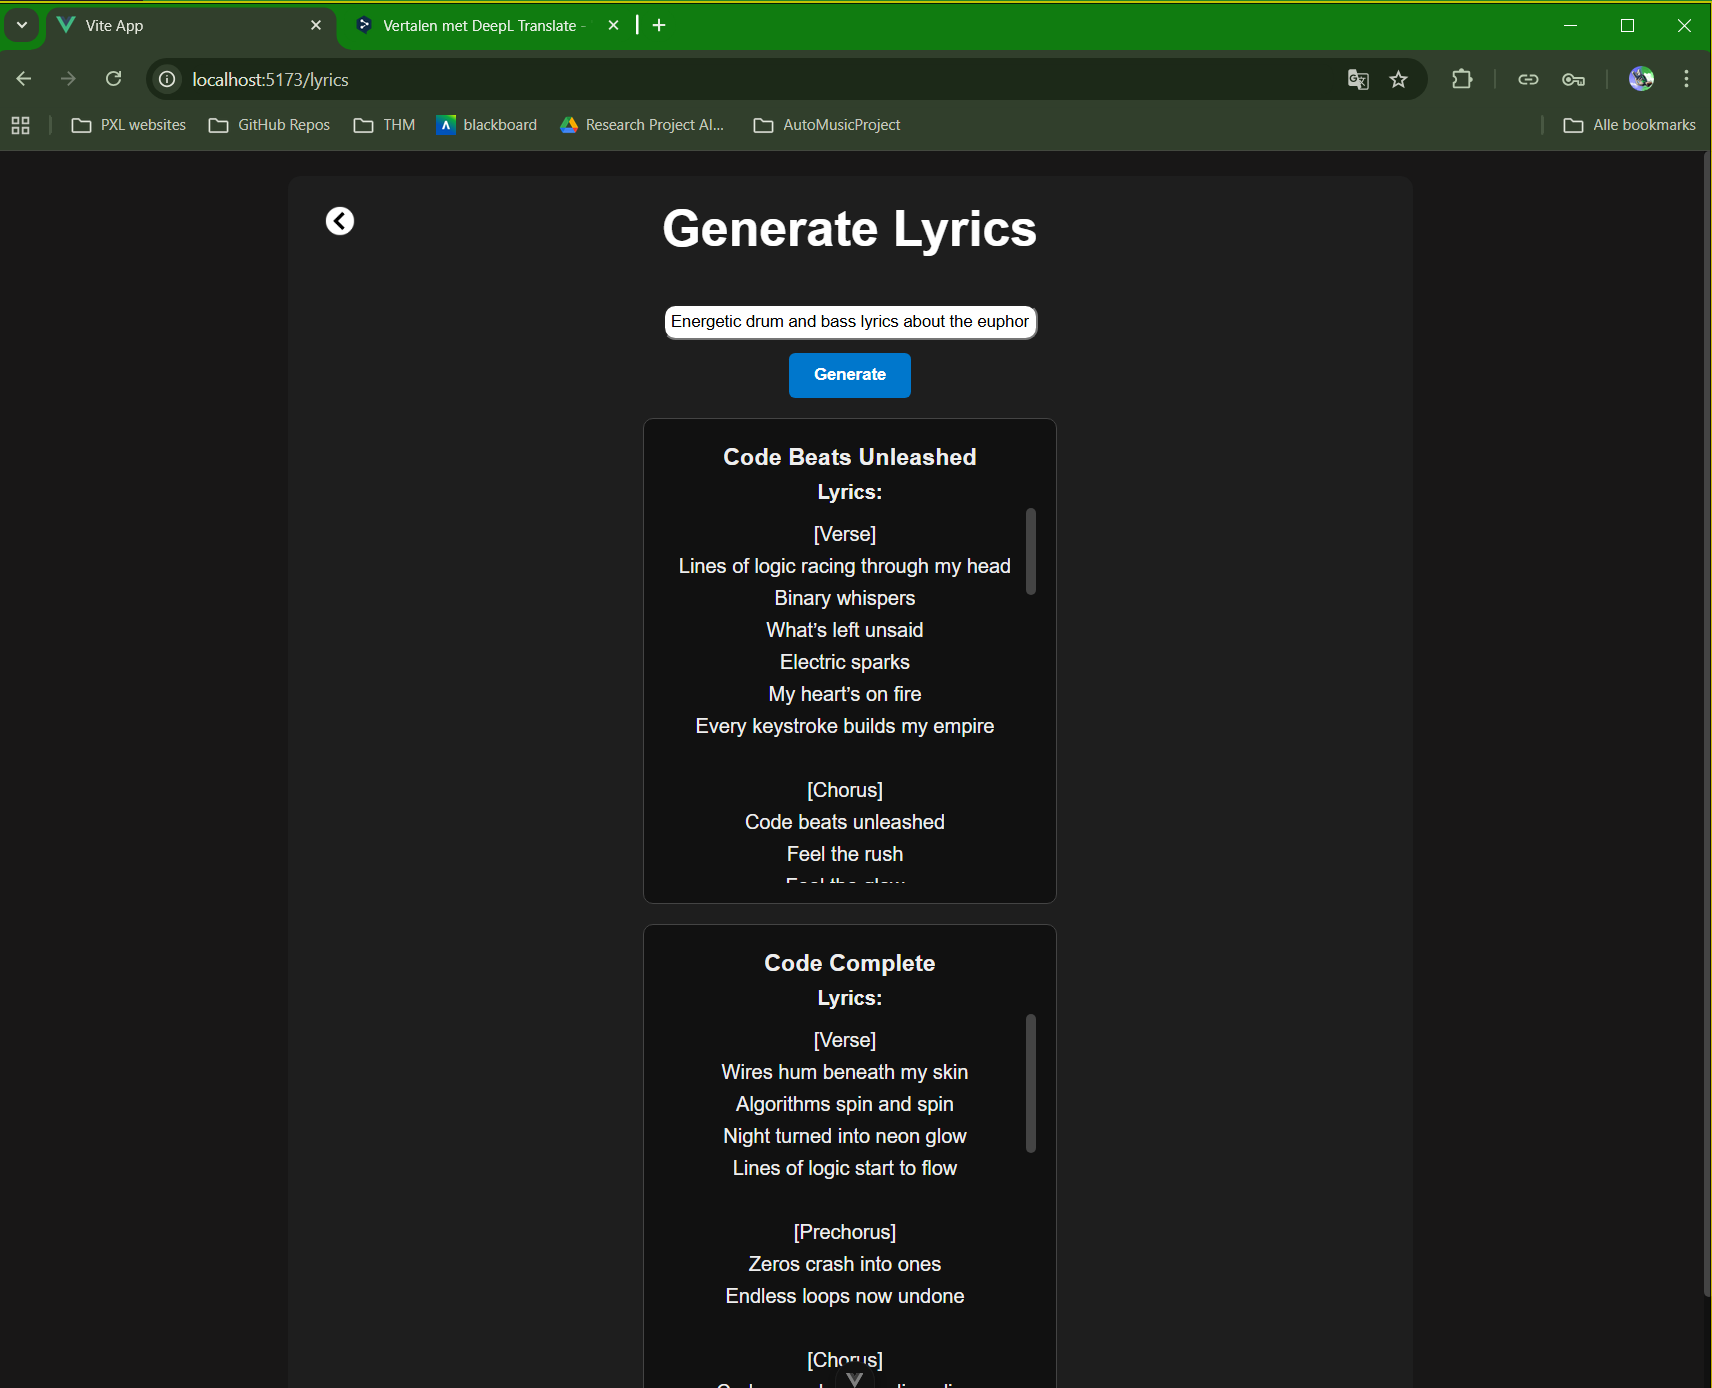 Vite App
Vertalen met DeepL Translate -
localhost:5173/lyrics
PXL websites
GitHub Repos
THM
blackboard
Research Project Al...
AutoMusicProject
Alle bookmarks
Generate Lyrics
Energetic drum and bass lyrics about the euphor
Generate
Code Beats Unleashed
Lyrics:
[Verse]
Lines of logic racing through my head
Binary whispers
What’s left unsaid
Electric sparks
My heart’s on fire
Every keystroke builds my empire
[Chorus]
Code beats unleashed
Feel the rush
Feel the glow
Code Complete
Lyrics:
[Verse]
Wires hum beneath my skin
Algorithms spin and spin
Night turned into neon glow
Lines of logic start to flow
[Prechorus]
Zeros crash into ones
Endless loops now undone
[Chorus]